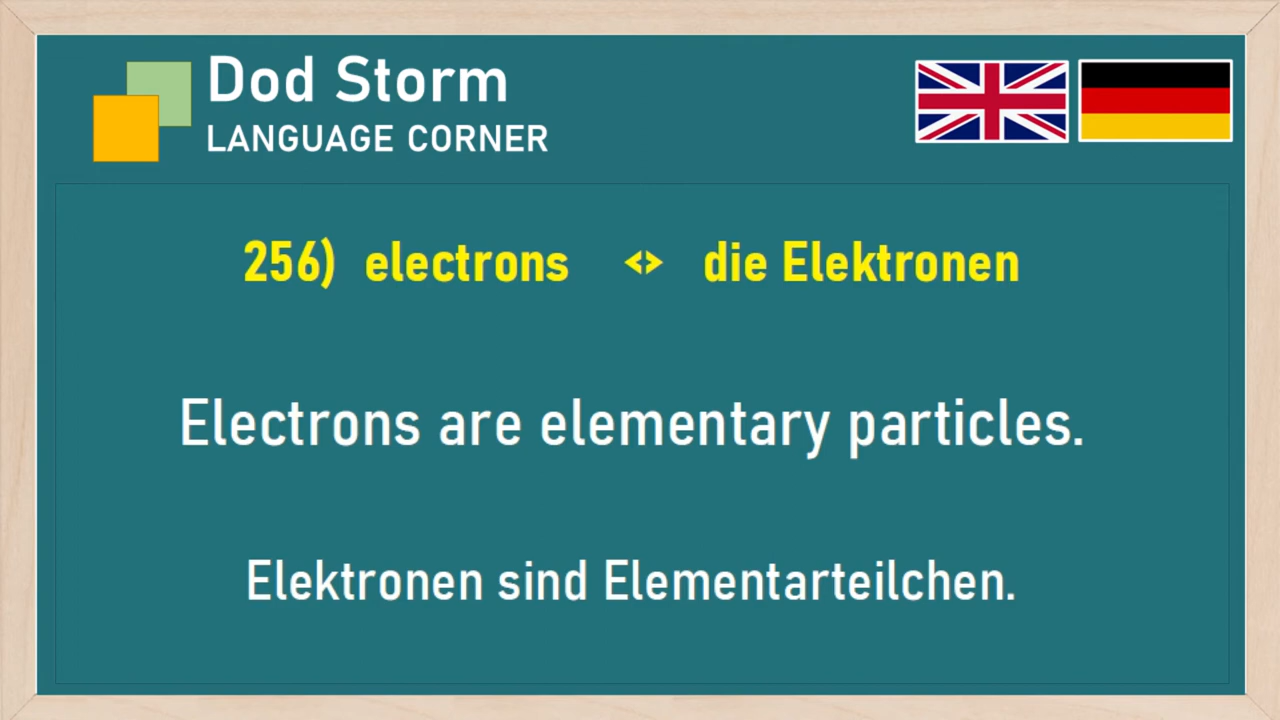 Dod Storm
LANGUAGE CORNER
256) electrons <> die Elektronen
Electrons are elementary particles.
Elektronen sind Elementarteilchen.